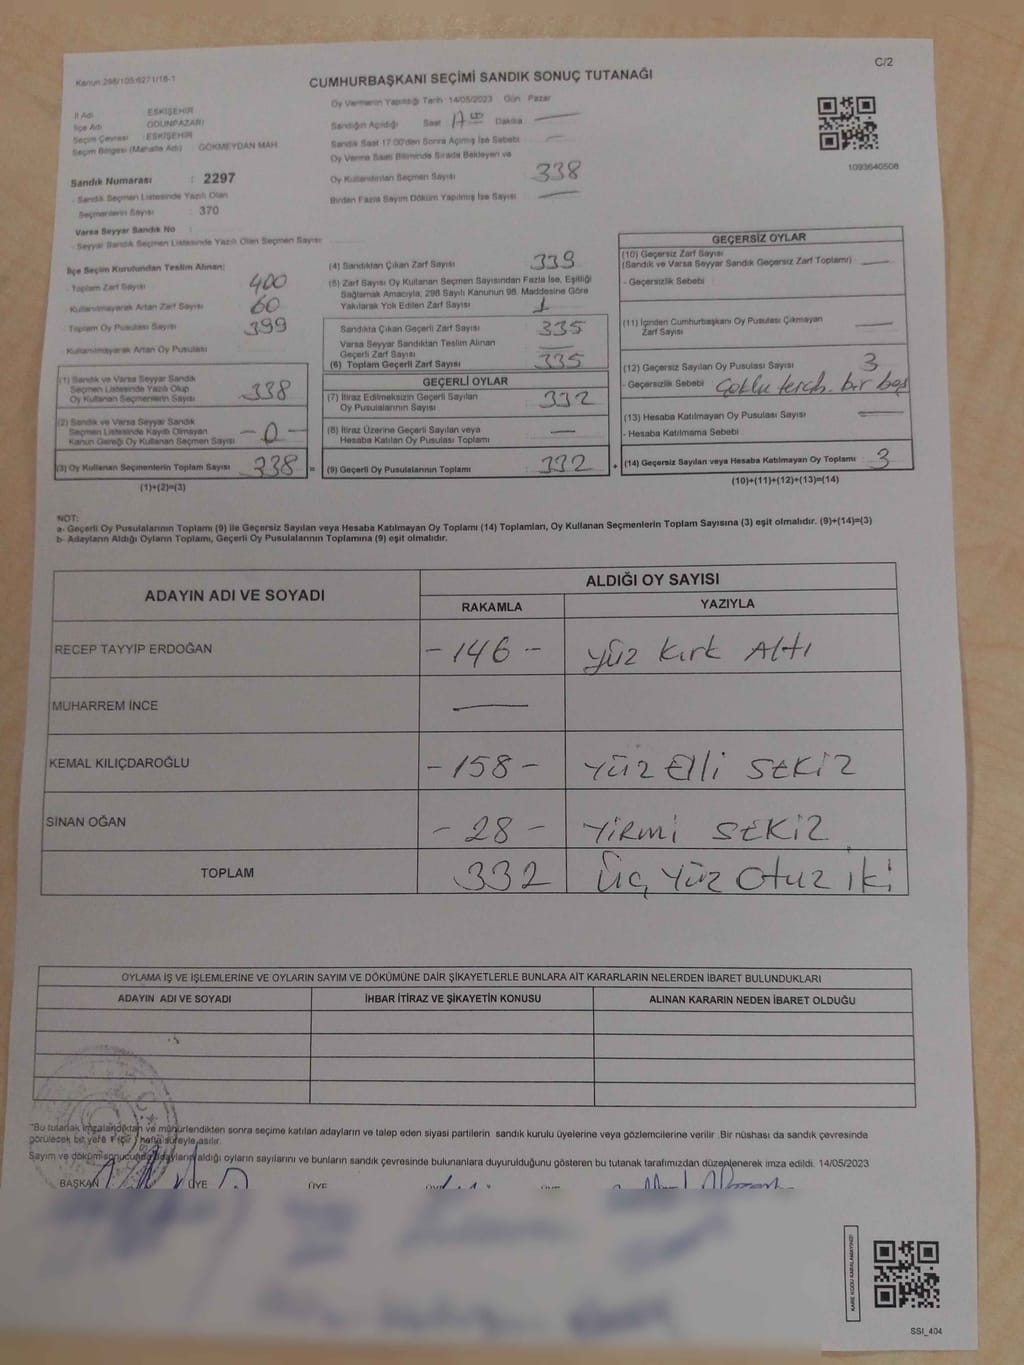 Kanun 298/105/6271/18-1
C/2
CUMHURBAŞKANI SEÇİMİ SANDIK SONUÇ TUTANAĞI
Oy Vermenin Yapıldığı Tarih :14/05/2023 Gün Pazar
İl Adı ESKİŞEHİR
İlçe Adı ODUNPAZARI
Seçim Çevresi : ESKİŞEHİR
Seçim Bölgesi (Mahalle Adı) : GÖKMEYDAN MAH
Sandık Numarası : 2297
- Sandık Seçmen Listesinde Yazılı Olan
Seçmenlerin Sayısı : 370
Varsa Seyyar Sandık No
- Seyyar Sandık Seçmen Listesinde Yazılı Olan Seçmen Sayısı
Sandığın Açıldığı Saat Dakika
Sandık Saat 17:00'den Sonra Açılmış İse Sebebi
Oy Verme Saati Bitiminde Sırada Bekleyen ve
Oy Kullandırılan Seçmen Sayısı 338
Birden Fazla Sayım Döküm Yapılmış İse Sayısı —
1093640508
İlçe Seçim Kurulundan Teslim Alınan;
- Toplam Zarf Sayısı 400
- Kullanılmayarak Artan Zarf Sayısı 60
- Toplam Oy Pusulası Sayısı 399
- Kullanılmayarak Artan Oy Pusulası
(1) Sandık ve Varsa Seyyar Sandık
Seçmen Listesinde Yazılı Olup
Oy Kullanan Seçmenlerin Sayısı 338
(2) Sandık ve Varsa Seyyar Sandık
Seçmen Listesinde Kayıtlı Olmayan
Kanun Gereği Oy Kullanan Seçmen Sayısı -0-
(3) Oy Kullanan Seçmenlerin Toplam Sayısı 338 =
(1)+(2)=(3)
(4) Sandıktan Çıkan Zarf Sayısı 339
(5) Zarf Sayısı Oy Kullanan Seçmen Sayısından Fazla İse, Eşitliği
Sağlamak Amacıyla, 298 Sayılı Kanunun 98. Maddesine Göre
Yakılarak Yok Edilen Zarf Sayısı 1
Sandıkta Çıkan Geçerli Zarf Sayısı 335
Varsa Seyyar Sandıktan Teslim Alınan
Geçerli Zarf Sayısı —
(6) Toplam Geçerli Zarf Sayısı 335
GEÇERLİ OYLAR
(7) İtiraz Edilmeksizin Geçerli Sayılan
Oy Pusulalarının Sayısı 332
(8) İtiraz Üzerine Geçerli Sayılan veya
Hesaba Katılan Oy Pusulası Toplamı —
(9) Geçerli Oy Pusulalarının Toplamı 332 +
GEÇERSİZ OYLAR
(10) Geçersiz Zarf Sayısı
(Sandık ve Varsa Seyyar Sandık Geçersiz Zarf Toplamı) —
- Geçersizlik Sebebi
(11) İçinden Cumhurbaşkanı Oy Pusulası Çıkmayan
Zarf Sayısı —
(12) Geçersiz Sayılan Oy Pusulası Sayısı 3
- Geçersizlik Sebebi Çoklu terch. bir boş
(13) Hesaba Katılmayan Oy Pusulası Sayısı —
- Hesaba Katılmama Sebebi
(14) Geçersiz Sayılan veya Hesaba Katılmayan Oy Toplamı 3
(10)+(11)+(12)+(13)=(14)
NOT:
a- Geçerli Oy Pusulalarının Toplamı (9) ile Geçersiz Sayılan veya Hesaba Katılmayan Oy Toplamı (14) Toplamları, Oy Kullanan Seçmenlerin Toplam Sayısına (3) eşit olmalıdır. (9)+(14)=(3)
b- Adayların Aldığı Oyların Toplamı, Geçerli Oy Pusulalarının Toplamına (9) eşit olmalıdır.
ADAYIN ADI VE SOYADI ALDIĞI OY SAYISI
RAKAMLA YAZIYLA
RECEP TAYYİP ERDOĞAN -146- yüz kırk Altı
MUHARREM İNCE —
KEMAL KILIÇDAROĞLU -158- yüz Elli SEKİZ
SİNAN OĞAN -28- YİRMİ SEKİZ
TOPLAM 332 Üç Yüz Otuz İki
OYLAMA İŞ VE İŞLEMLERİNE VE OYLARIN SAYIM VE DÖKÜMÜNE DAİR ŞİKAYETLERLE BUNLARA AİT KARARLARIN NELERDEN İBARET BULUNDUKLARI
ADAYIN ADI VE SOYADI İHBAR İTİRAZ VE ŞİKAYETİN KONUSU ALINAN KARARIN NEDEN İBARET OLDUĞU
"Bu tutanak imzalandıktan ve mühürlendikten sonra seçime katılan adayların ve talep eden siyasi partilerin sandık kurulu üyelerine veya gözlemcilerine verilir .Bir nüshası da sandık çevresinde
görülecek bir yere 1 (bir ) hafta süreyle asılır.
Sayım ve döküm sonucunda adayların aldığı oyların sayılarını ve bunların sandık çevresinde bulunanlara duyurulduğunu gösteren bu tutanak tarafımızdan düzenlenerek imza edildi. 14/05/2023
BAŞKAN ÜYE ÜYE
KARE KODU KARALAMAYINIZ!
SSI_404